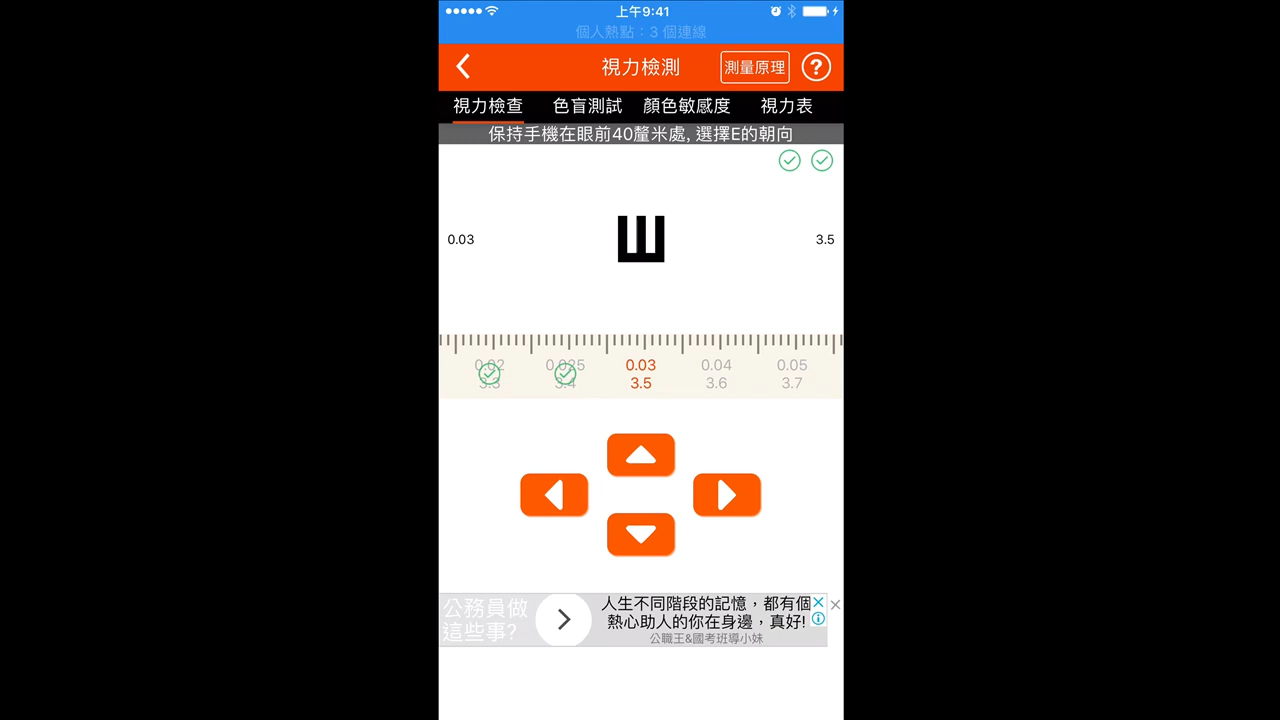 上午9:41
個人熱點：3 個連線
視力檢測
測量原理
?
視力檢查 色盲測試 顏色敏感度 視力表
保持手機在眼前40釐米處, 選擇E的朝向
0.03
E
3.5
0.02 0.025 0.03 0.04 0.05
3.3 3.4 3.5 3.6 3.7
公務員做
這些事?
人生不同階段的記憶，都有個
熱心助人的你在身邊，真好!
公職王&國考班導小妹